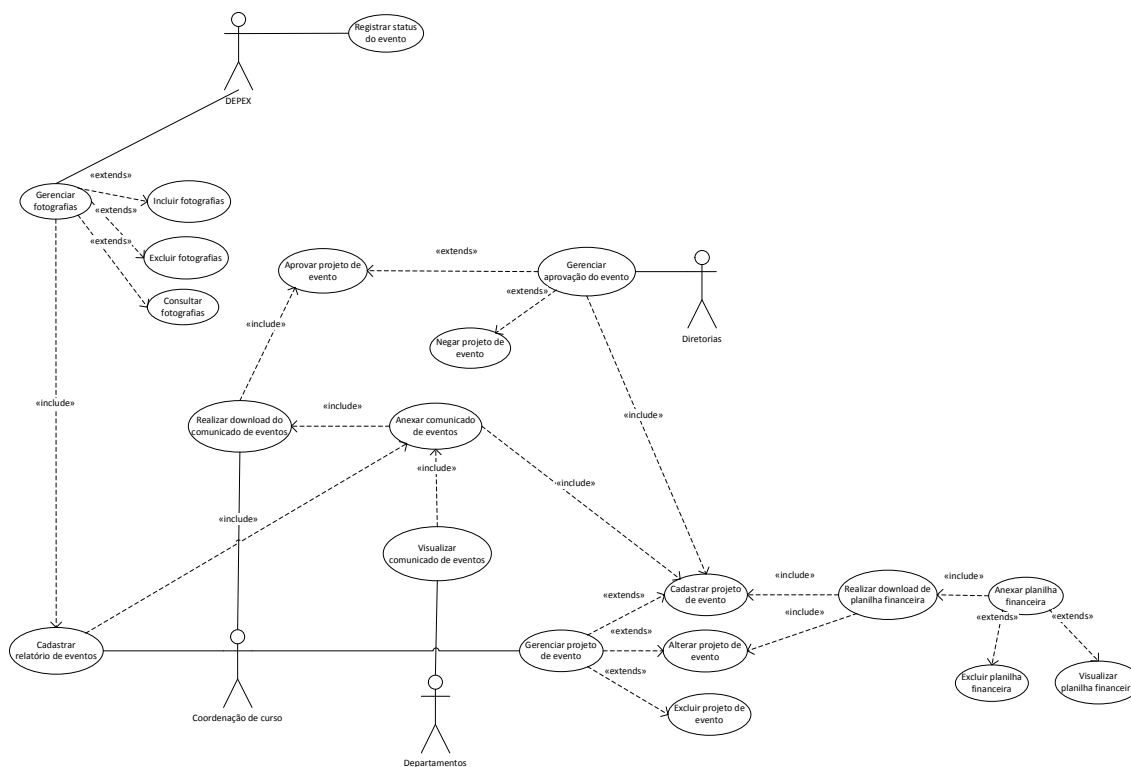 Registrar status
do evento
DEPEX
«extends»
Gerenciar
fotografias
Incluir fotografias
«extends»
«extends»
Excluir fotografias
Consultar
fotografias
Aprovar projeto de
evento
«extends»
Gerenciar
aprovação do evento
«extends»
Negar projeto de
evento
Diretorias
«include»
«include»
Realizar download do
comunicado de eventos
«include»
Anexar comunicado
de eventos
«include»
«include»
«include»
«include»
Visualizar
comunicado de eventos
Cadastrar projeto
de evento
«include»
Realizar download de
planilha financeira
«include»
Anexar planilha
financeira
«extends»
«include»
«extends»
«extends»
Cadastrar
relatório de eventos
Gerenciar projeto
de evento
«extends»
Alterar projeto de
evento
«extends»
Excluir planilha
financeira
Visualizar
planilha financeir
Excluir projeto de
evento
Coordenação de curso
Departamentos